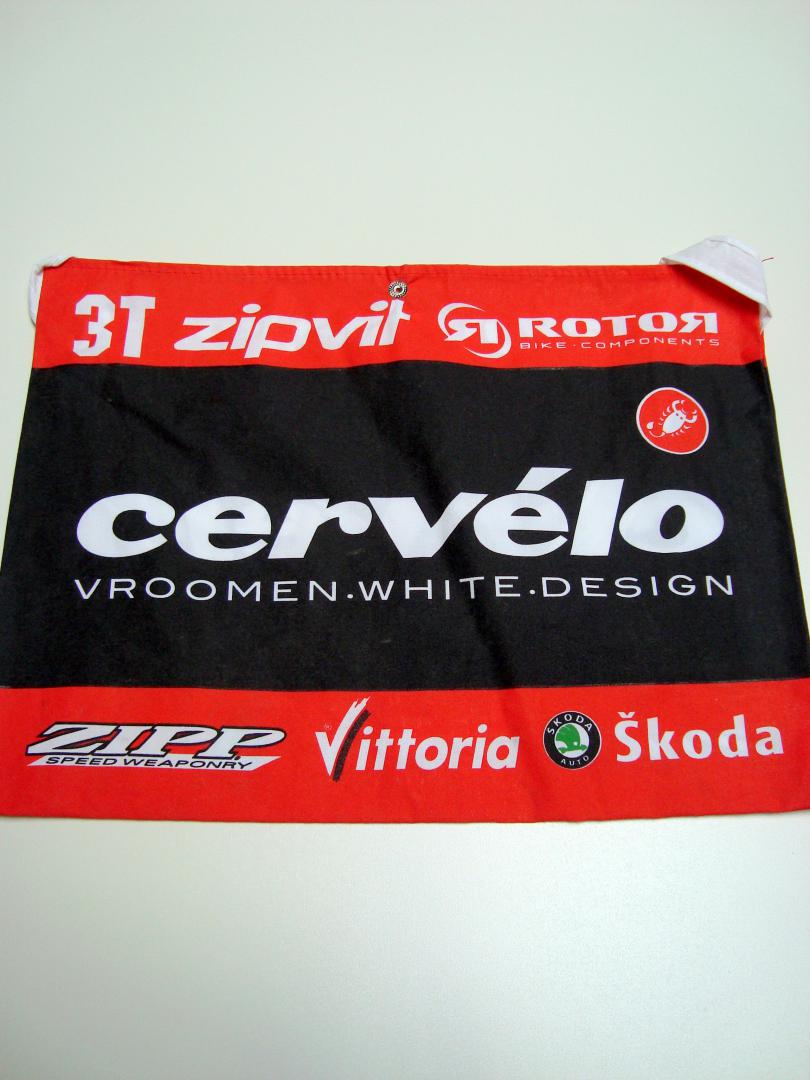 3T zipvit ROTOR
BIKE·COMPONENTS
cervélo
VROOMEN.WHITE.DESIGN
ZIPP Vittoria ŠKODA AUTO Škoda
SPEED WEAPONRY